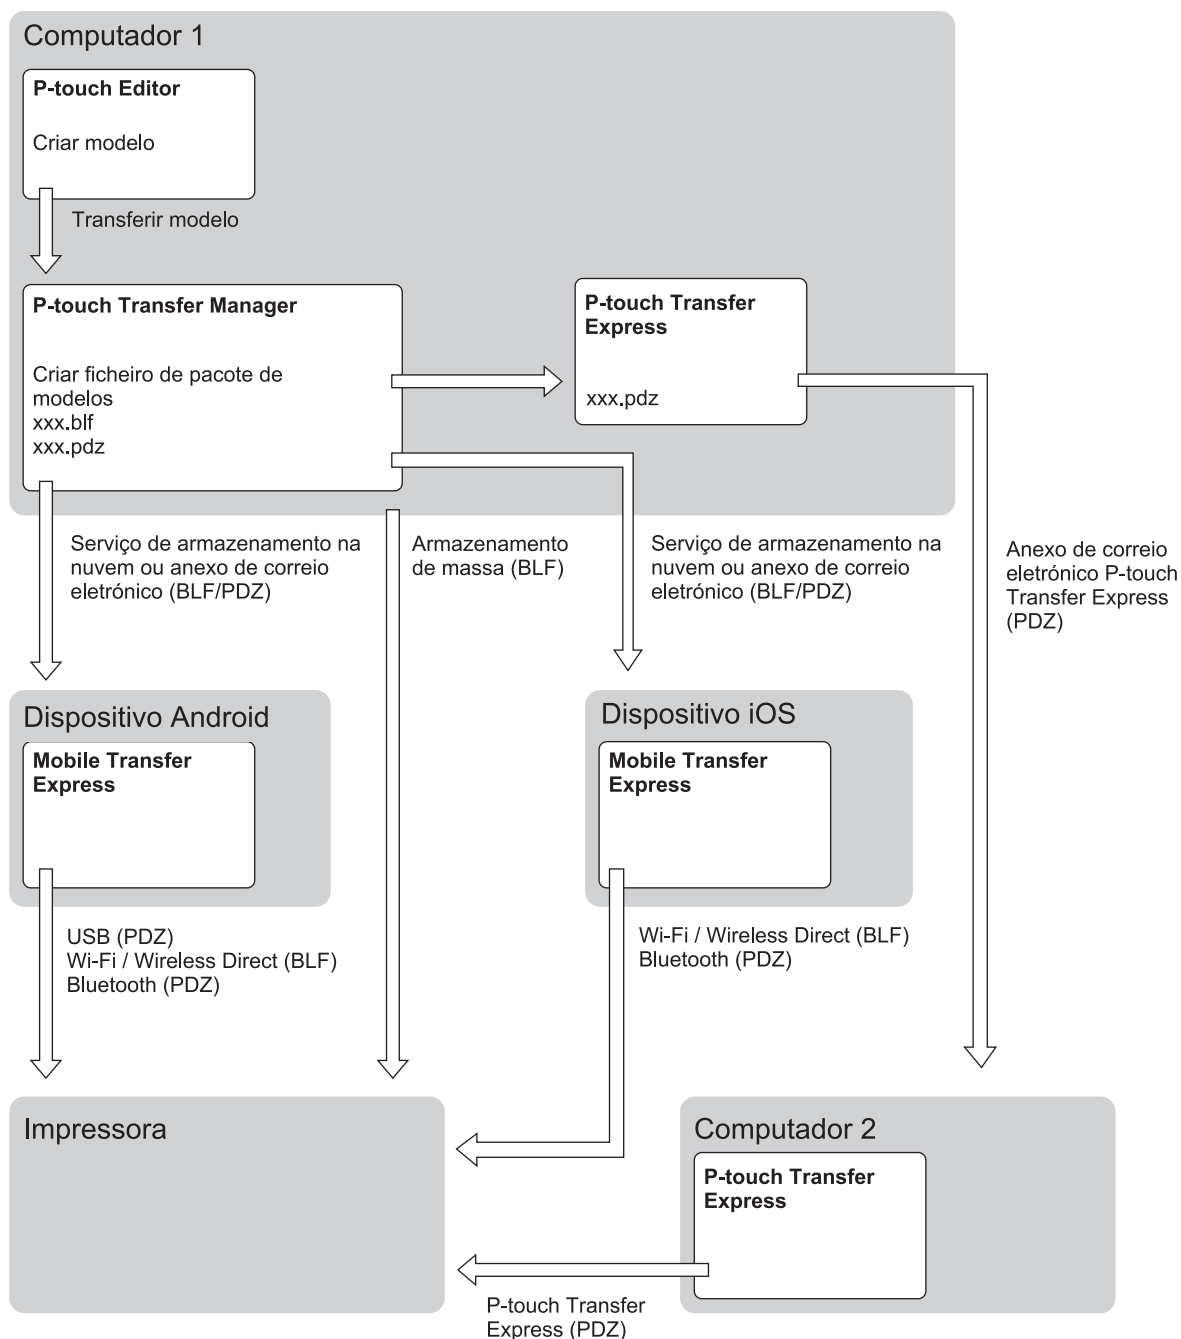 Computador 1
P-touch Editor
Criar modelo
Transferir modelo
P-touch Transfer Manager
Criar ficheiro de pacote de
modelos
xxx.blf
xxx.pdz
P-touch Transfer
Express
xxx.pdz
Serviço de armazenamento na
nuvem ou anexo de correio
eletrónico (BLF/PDZ)
Armazenamento
de massa (BLF)
Serviço de armazenamento na
nuvem ou anexo de correio
eletrónico (BLF/PDZ)
Anexo de correio
eletrónico P-touch
Transfer Express
(PDZ)
Dispositivo Android
Mobile Transfer
Express
Dispositivo iOS
Mobile Transfer
Express
USB (PDZ)
Wi-Fi / Wireless Direct (BLF)
Bluetooth (PDZ)
Wi-Fi / Wireless Direct (BLF)
Bluetooth (PDZ)
Impressora
Computador 2
P-touch Transfer
Express
P-touch Transfer
Express (PDZ)